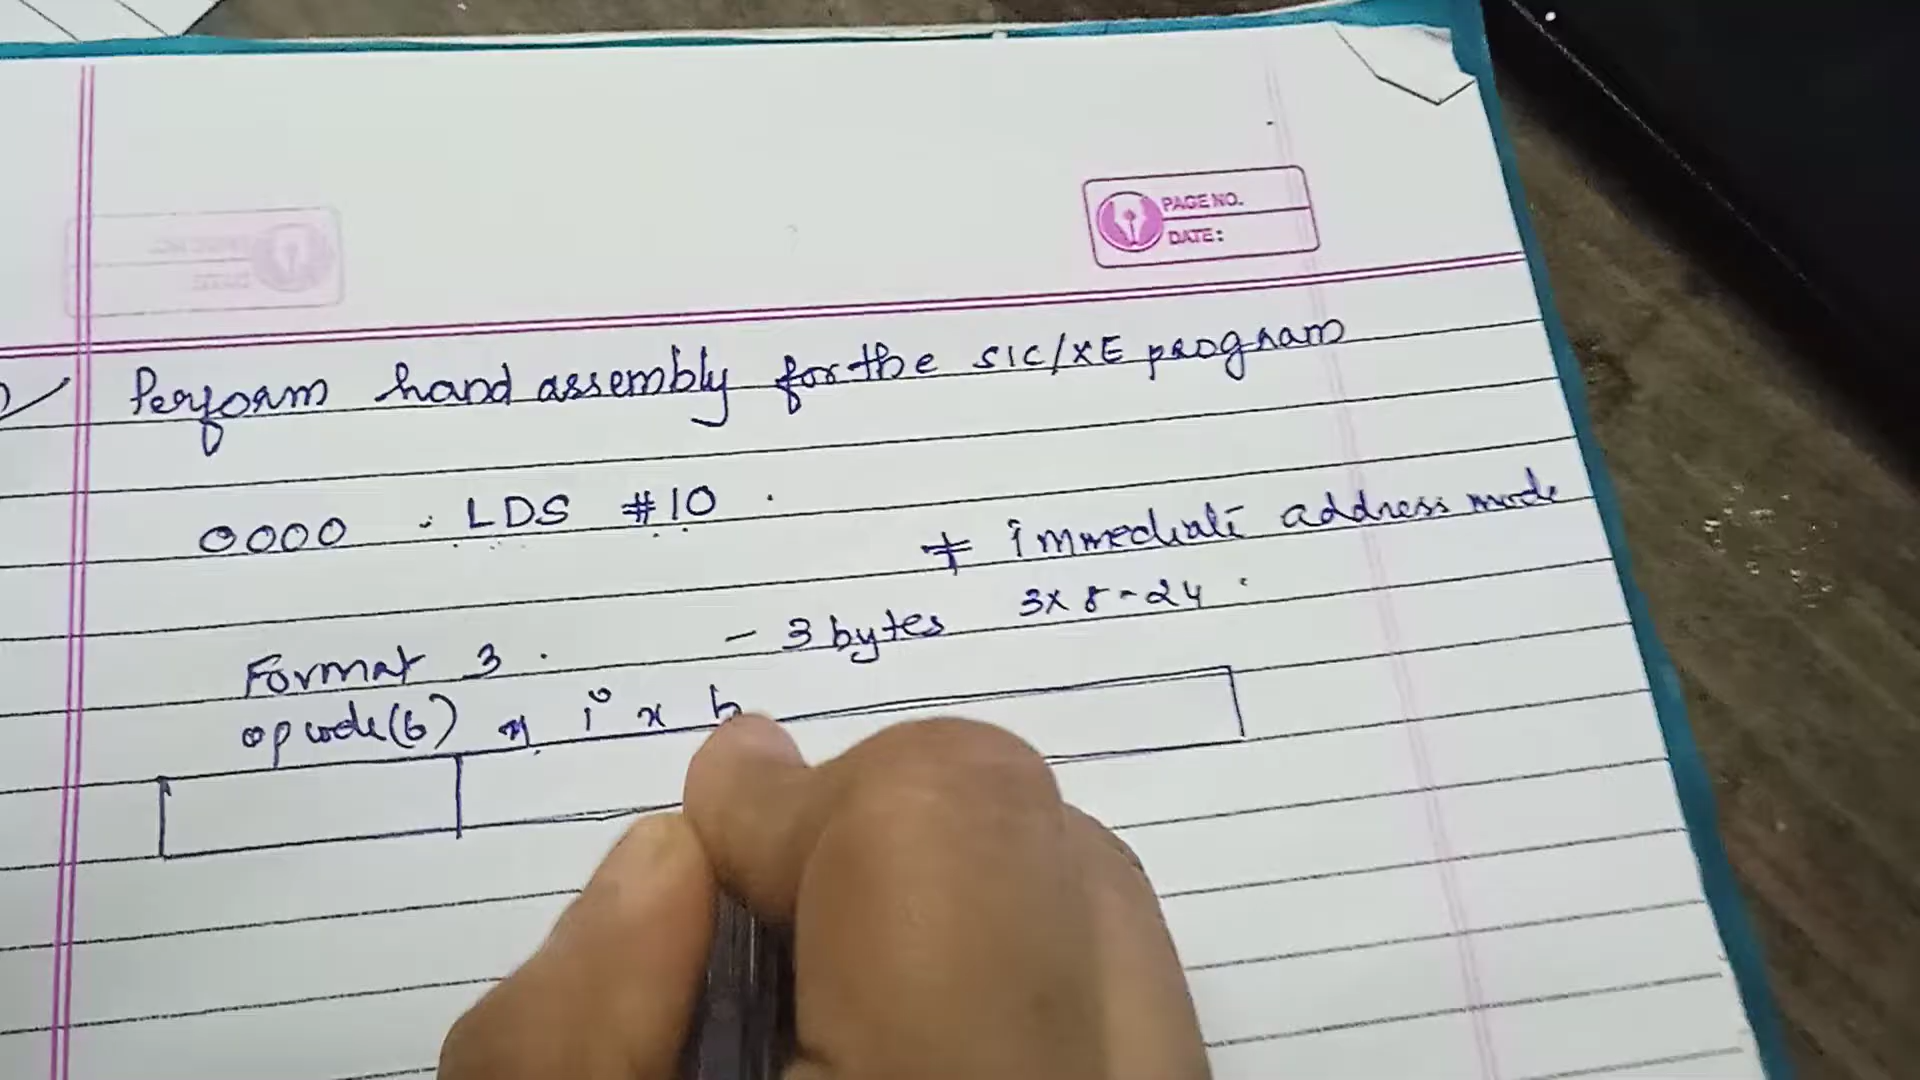 PAGE NO.
DATE:
Perform hand assembly for the SIC/XE program
0000 . LDS #10 .
+ immediate address mode
Format 3 . - 3 bytes 3x8-24 .
opcode(6) n i x b